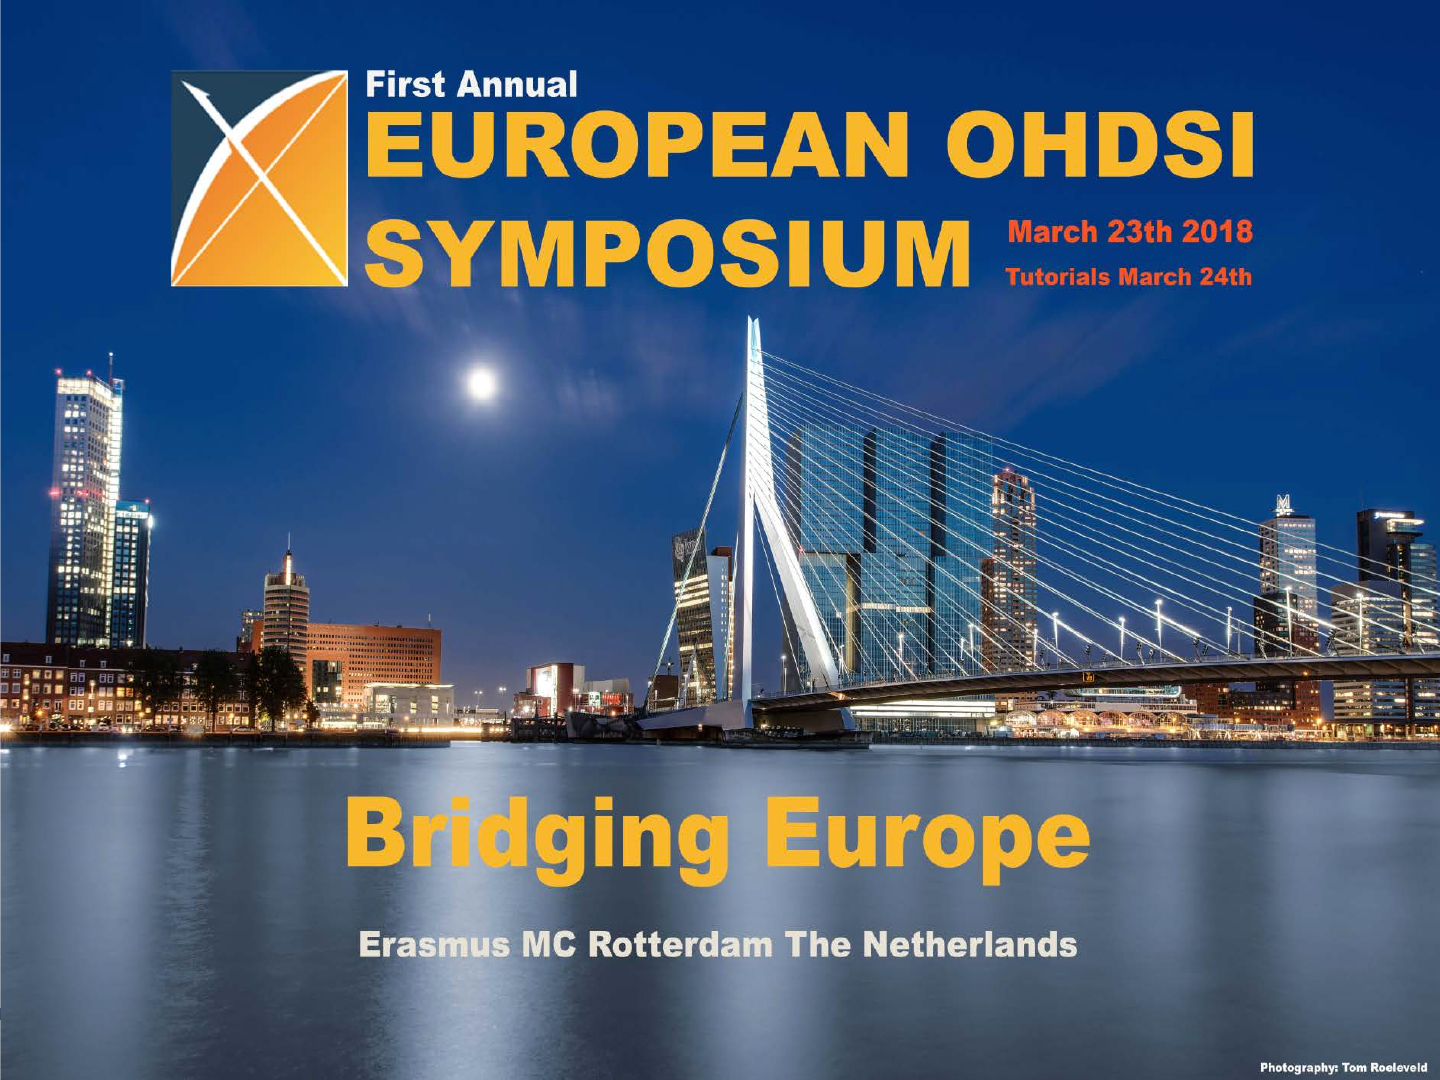 First Annual
EUROPEAN OHDSI
SYMPOSIUM
March 23th 2018
Tutorials March 24th
Bridging Europe
Erasmus MC Rotterdam The Netherlands
Photography: Tom Roeleveld